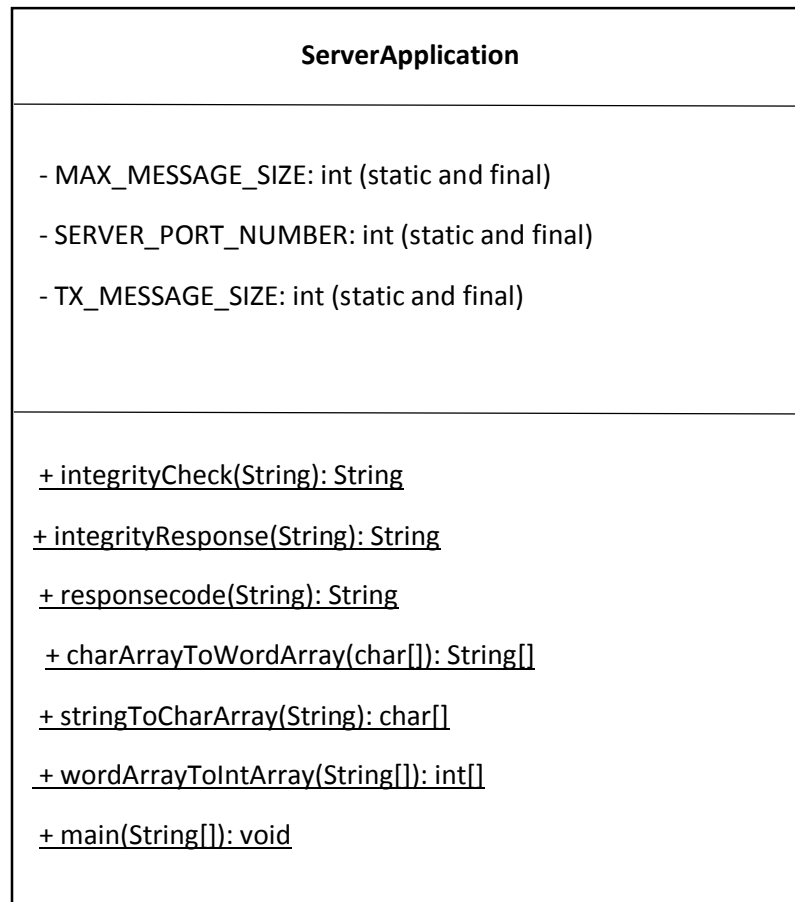 ServerApplication
- MAX_MESSAGE_SIZE: int (static and final)
- SERVER_PORT_NUMBER: int (static and final)
- TX_MESSAGE_SIZE: int (static and final)
+ integrityCheck(String): String
+ integrityResponse(String): String
+ responsecode(String): String
+ charArrayToWordArray(char[]): String[]
+ stringToCharArray(String): char[]
+ wordArrayToIntArray(String[]): int[]
+ main(String[]): void